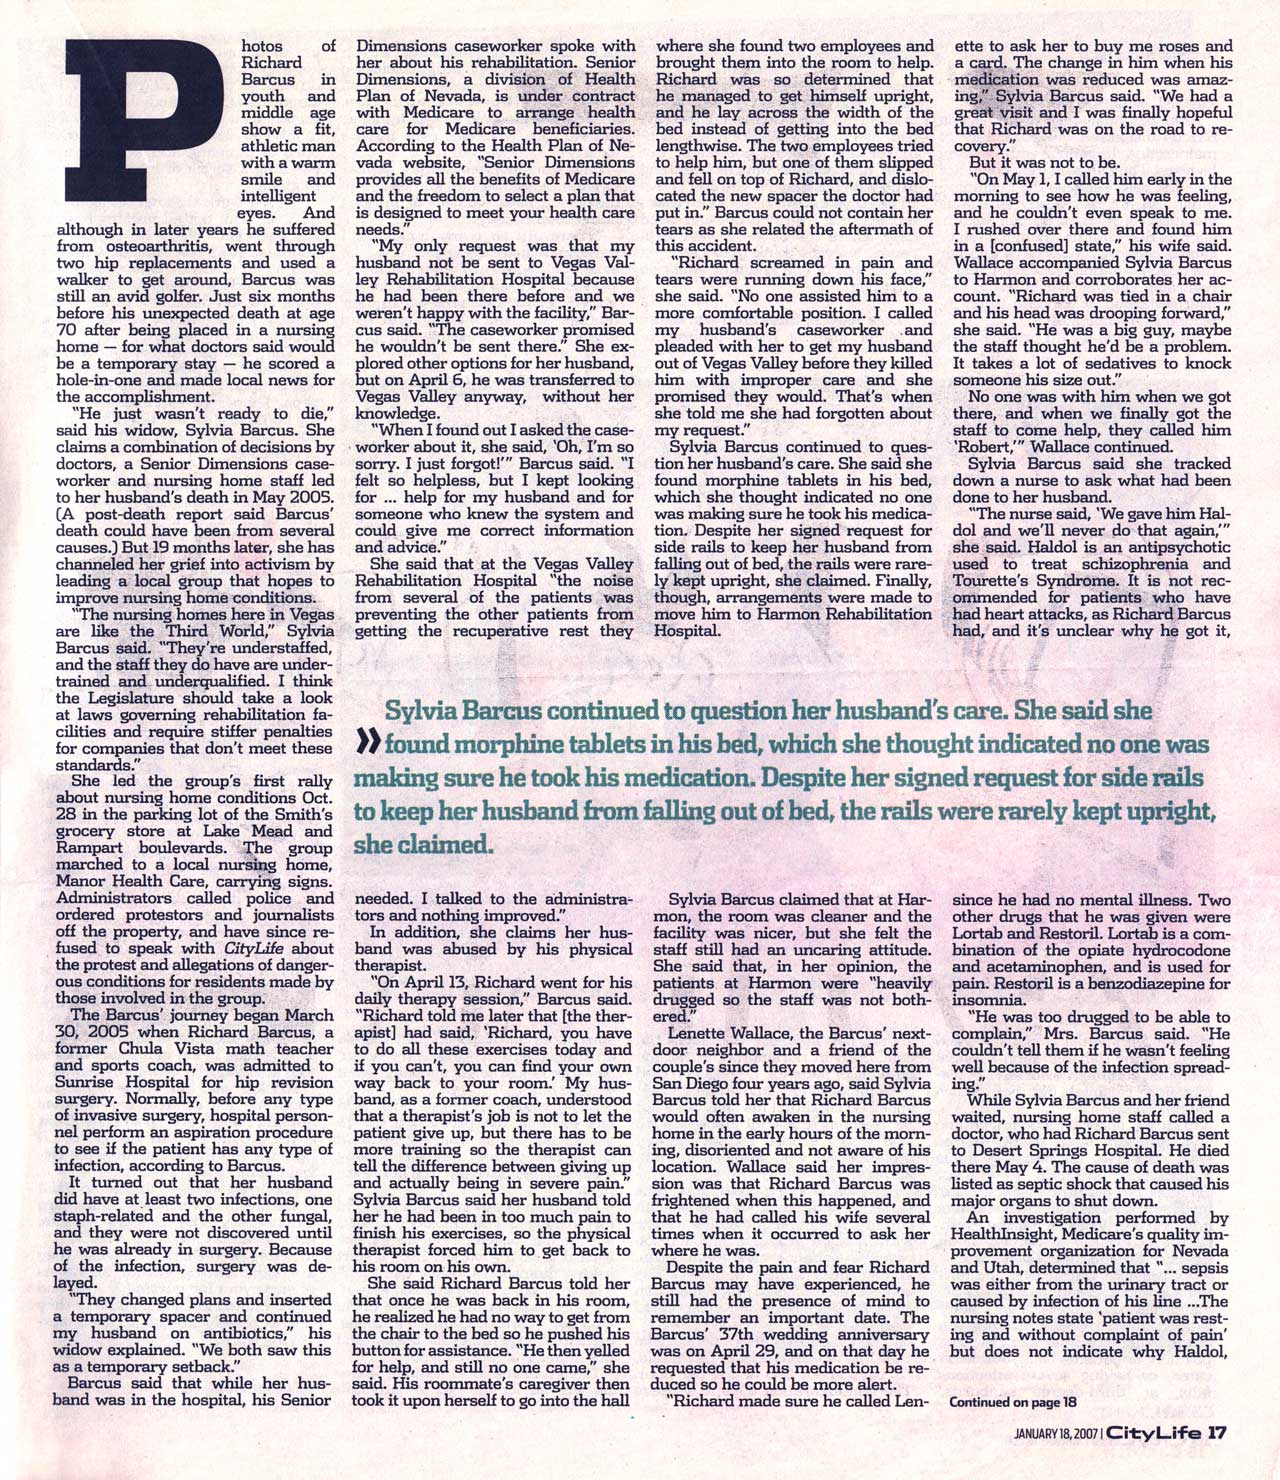 Photos of
Richard
Barcus in
youth and
middle age
show a fit,
athletic man
with a warm
smile and
intelligent
eyes. And
although in later years he suffered
from osteoarthritis, went through
two hip replacements and used a
walker to get around, Barcus was
still an avid golfer. Just six months
before his unexpected death at age
70 after being placed in a nursing
home — for what doctors said would
be a temporary stay — he scored a
hole-in-one and made local news for
the accomplishment.
"He just wasn't ready to die,"
said his widow, Sylvia Barcus. She
claims a combination of decisions by
doctors, a Senior Dimensions case-
worker and nursing home staff led
to her husband's death in May 2005.
(A post-death report said Barcus'
death could have been from several
causes.) But 19 months later, she has
channeled her grief into activism by
leading a local group that hopes to
improve nursing home conditions.
"The nursing homes here in Vegas
are like the Third World," Sylvia
Barcus said. "They're understaffed,
and the staff they do have are under-
trained and underqualified. I think
the Legislature should take a look
at laws governing rehabilitation fa-
cilities and require stiffer penalties
for companies that don't meet these
standards."
She led the group's first rally
about nursing home conditions Oct.
28 in the parking lot of the Smith's
grocery store at Lake Mead and
Rampart boulevards. The group
marched to a local nursing home,
Manor Health Care, carrying signs.
Administrators called police and
ordered protestors and journalists
off the property, and have since re-
fused to speak with CityLife about
the protest and allegations of danger-
ous conditions for residents made by
those involved in the group.
The Barcus' journey began March
30, 2005 when Richard Barcus, a
former Chula Vista math teacher
and sports coach, was admitted to
Sunrise Hospital for hip revision
surgery. Normally, before any type
of invasive surgery, hospital person-
nel perform an aspiration procedure
to see if the patient has any type of
infection, according to Barcus.
It turned out that her husband
did have at least two infections, one
staph-related and the other fungal,
and they were not discovered until
he was already in surgery. Because
of the infection, surgery was de-
layed.
"They changed plans and inserted
a temporary spacer and continued
my husband on antibiotics," his
widow explained. "We both saw this
as a temporary setback."
Barcus said that while her hus-
band was in the hospital, his Senior
Dimensions caseworker spoke with
her about his rehabilitation. Senior
Dimensions, a division of Health
Plan of Nevada, is under contract
with Medicare to arrange health
care for Medicare beneficiaries.
According to the Health Plan of Ne-
vada website, "Senior Dimensions
provides all the benefits of Medicare
and the freedom to select a plan that
is designed to meet your health care
needs."
"My only request was that my
husband not be sent to Vegas Val-
ley Rehabilitation Hospital because
he had been there before and we
weren't happy with the facility," Bar-
cus said. "The caseworker promised
he wouldn't be sent there." She ex-
plored other options for her husband,
but on April 6, he was transferred to
Vegas Valley anyway, without her
knowledge.
"When I found out I asked the case-
worker about it, she said, 'Oh, I'm so
sorry. I just forgot!'" Barcus said. "I
felt so helpless, but I kept looking
for ... help for my husband and for
someone who knew the system and
could give me correct information
and advice."
She said that at the Vegas Valley
Rehabilitation Hospital "the noise
from several of the patients was
preventing the other patients from
getting the recuperative rest they
needed. I talked to the administra-
tors and nothing improved."
In addition, she claims her hus-
band was abused by his physical
therapist.
"On April 13, Richard went for his
daily therapy session," Barcus said.
"Richard told me later that [the ther-
apist] had said, 'Richard, you have
to do all these exercises today and
if you can't, you can find your own
way back to your room.' My hus-
band, as a former coach, understood
that a therapist's job is not to let the
patient give up, but there has to be
more training so the therapist can
tell the difference between giving up
and actually being in severe pain."
Sylvia Barcus said her husband told
her he had been in too much pain to
finish his exercises, so the physical
therapist forced him to get back to
his room on his own.
She said Richard Barcus told her
that once he was back in his room,
he realized he had no way to get from
the chair to the bed so he pushed his
button for assistance. "He then yelled
for help, and still no one came," she
said. His roommate's caregiver then
took it upon herself to go into the hall
where she found two employees and
brought them into the room to help.
Richard was so determined that
he managed to get himself upright,
and he lay across the width of the
bed instead of getting into the bed
lengthwise. The two employees tried
to help him, but one of them slipped
and fell on top of Richard, and dislo-
cated the new spacer the doctor had
put in." Barcus could not contain her
tears as she related the aftermath of
this accident.
"Richard screamed in pain and
tears were running down his face,"
she said. "No one assisted him to a
more comfortable position. I called
my husband's caseworker and
pleaded with her to get my husband
out of Vegas Valley before they killed
him with improper care and she
promised they would. That's when
she told me she had forgotten about
my request."
Sylvia Barcus continued to ques-
tion her husband's care. She said she
found morphine tablets in his bed,
which she thought indicated no one
was making sure he took his medica-
tion. Despite her signed request for
side rails to keep her husband from
falling out of bed, the rails were rare-
ly kept upright, she claimed. Finally,
though, arrangements were made to
move him to Harmon Rehabilitation
Hospital.
Sylvia Barcus claimed that at Har-
mon, the room was cleaner and the
facility was nicer, but she felt the
staff still had an uncaring attitude.
She said that, in her opinion, the
patients at Harmon were "heavily
drugged so the staff was not both-
ered."
Lenette Wallace, the Barcus' next-
door neighbor and a friend of the
couple's since they moved here from
San Diego four years ago, said Sylvia
Barcus told her that Richard Barcus
would often awaken in the nursing
home in the early hours of the morn-
ing, disoriented and not aware of his
location. Wallace said her impres-
sion was that Richard Barcus was
frightened when this happened, and
that he had called his wife several
times when it occurred to ask her
where he was.
Despite the pain and fear Richard
Barcus may have experienced, he
still had the presence of mind to
remember an important date. The
Barcus' 37th wedding anniversary
was on April 29, and on that day he
requested that his medication be re-
duced so he could be more alert.
"Richard made sure he called Len-
ette to ask her to buy me roses and
a card. The change in him when his
medication was reduced was amaz-
ing," Sylvia Barcus said. "We had a
great visit and I was finally hopeful
that Richard was on the road to re-
covery."
But it was not to be.
"On May 1, I called him early in the
morning to see how he was feeling,
and he couldn't even speak to me.
I rushed over there and found him
in a [confused] state," his wife said.
Wallace accompanied Sylvia Barcus
to Harmon and corroborates her ac-
count. "Richard was tied in a chair
and his head was drooping forward,"
she said. "He was a big guy, maybe
the staff thought he'd be a problem.
It takes a lot of sedatives to knock
someone his size out."
No one was with him when we got
there, and when we finally got the
staff to come help, they called him
'Robert,'" Wallace continued.
Sylvia Barcus said she tracked
down a nurse to ask what had been
done to her husband.
"The nurse said, 'We gave him Hal-
dol and we'll never do that again,'"
she said. Haldol is an antipsychotic
used to treat schizophrenia and
Tourette's Syndrome. It is not rec-
ommended for patients who have
had heart attacks, as Richard Barcus
had, and it's unclear why he got it,
since he had no mental illness. Two
other drugs that he was given were
Lortab and Restoril. Lortab is a com-
bination of the opiate hydrocodone
and acetaminophen, and is used for
pain. Restoril is a benzodiazepine for
insomnia.
"He was too drugged to be able to
complain," Mrs. Barcus said. "He
couldn't tell them if he wasn't feeling
well because of the infection spread-
ing."
While Sylvia Barcus and her friend
waited, nursing home staff called a
doctor, who had Richard Barcus sent
to Desert Springs Hospital. He died
there May 4. The cause of death was
listed as septic shock that caused his
major organs to shut down.
An investigation performed by
HealthInsight, Medicare's quality im-
provement organization for Nevada
and Utah, determined that "... sepsis
was either from the urinary tract or
caused by infection of his line ...The
nursing notes state 'patient was rest-
ing and without complaint of pain'
but does not indicate why Haldol,
Continued on page 18
» Sylvia Barcus continued to question her husband's care. She said she
found morphine tablets in his bed, which she thought indicated no one was
making sure he took his medication. Despite her signed request for side rails
to keep her husband from falling out of bed, the rails were rarely kept upright,
she claimed.
JANUARY 18, 2007 | CityLife 17